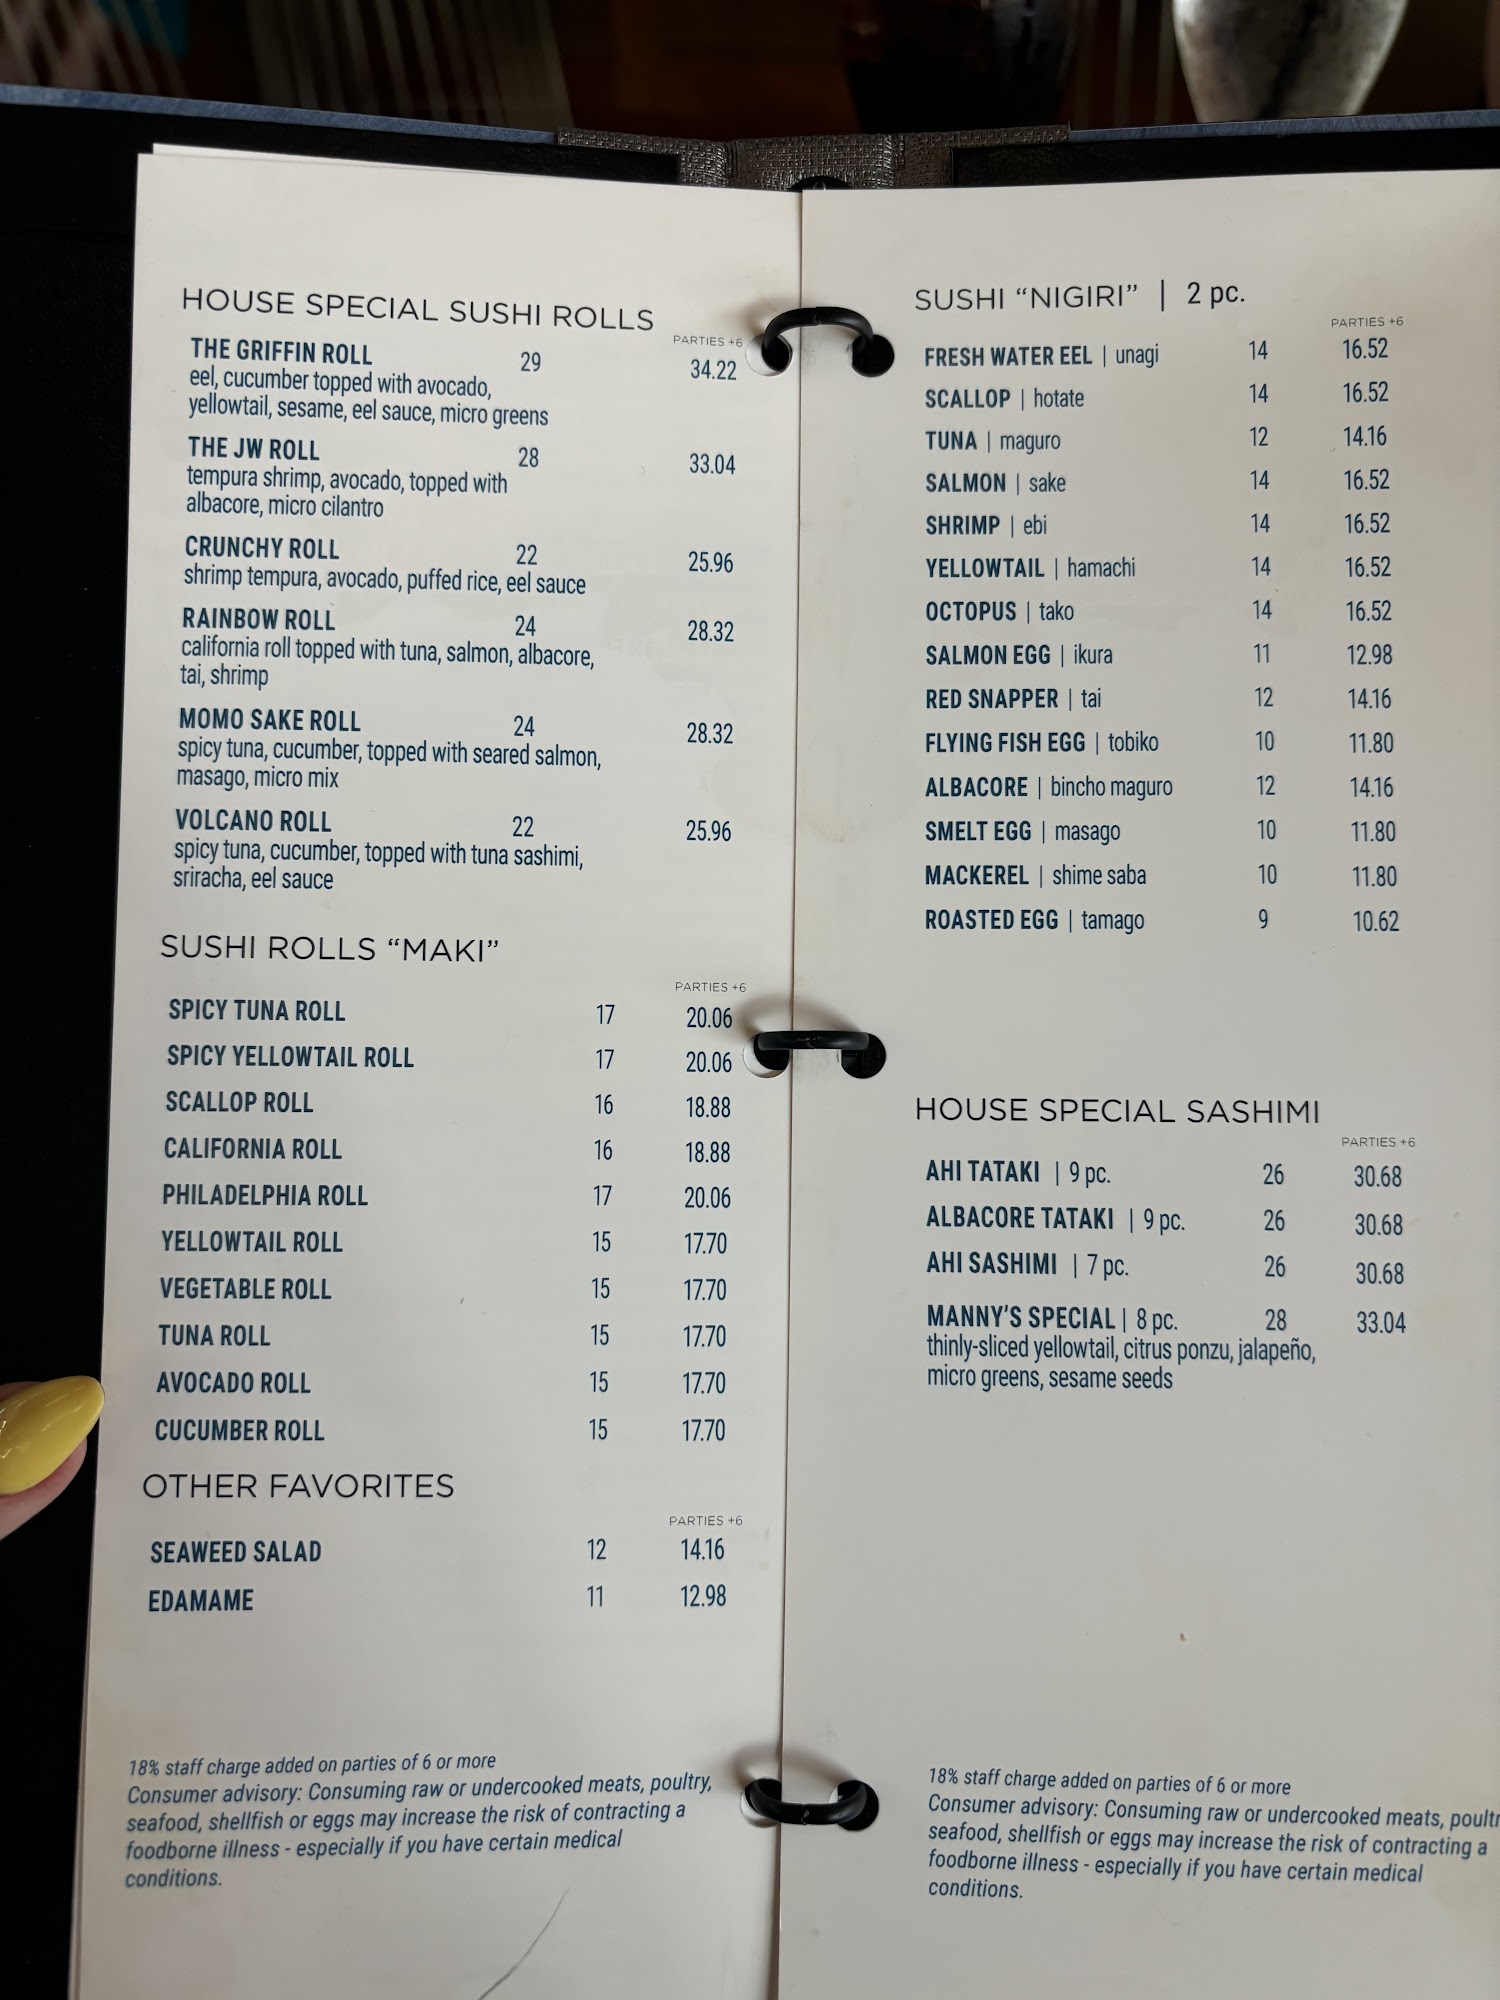 HOUSE SPECIAL SUSHI ROLLS
PARTIES +6
THE GRIFFIN ROLL 29 34.22
eel, cucumber topped with avocado,
yellowtail, sesame, eel sauce, micro greens
THE JW ROLL 28 33.04
tempura shrimp, avocado, topped with
albacore, micro cilantro
CRUNCHY ROLL 22 25.96
shrimp tempura, avocado, puffed rice, eel sauce
RAINBOW ROLL 24 28.32
california roll topped with tuna, salmon, albacore,
tai, shrimp
MOMO SAKE ROLL 24 28.32
spicy tuna, cucumber, topped with seared salmon,
masago, micro mix
VOLCANO ROLL 22 25.96
spicy tuna, cucumber, topped with tuna sashimi,
sriracha, eel sauce
SUSHI ROLLS “MAKI”
PARTIES +6
SPICY TUNA ROLL 17 20.06
SPICY YELLOWTAIL ROLL 17 20.06
SCALLOP ROLL 16 18.88
CALIFORNIA ROLL 16 18.88
PHILADELPHIA ROLL 17 20.06
YELLOWTAIL ROLL 15 17.70
VEGETABLE ROLL 15 17.70
TUNA ROLL 15 17.70
AVOCADO ROLL 15 17.70
CUCUMBER ROLL 15 17.70
OTHER FAVORITES
PARTIES +6
SEAWEED SALAD 12 14.16
EDAMAME 11 12.98
18% staff charge added on parties of 6 or more
Consumer advisory: Consuming raw or undercooked meats, poultry,
seafood, shellfish or eggs may increase the risk of contracting a
foodborne illness - especially if you have certain medical
conditions.
SUSHI “NIGIRI” | 2 pc.
PARTIES +6
FRESH WATER EEL | unagi 14 16.52
SCALLOP | hotate 14 16.52
TUNA | maguro 12 14.16
SALMON | sake 14 16.52
SHRIMP | ebi 14 16.52
YELLOWTAIL | hamachi 14 16.52
OCTOPUS | tako 14 16.52
SALMON EGG | ikura 11 12.98
RED SNAPPER | tai 12 14.16
FLYING FISH EGG | tobiko 10 11.80
ALBACORE | bincho maguro 12 14.16
SMELT EGG | masago 10 11.80
MACKEREL | shime saba 10 11.80
ROASTED EGG | tamago 9 10.62
HOUSE SPECIAL SASHIMI
PARTIES +6
AHI TATAKI | 9 pc. 26 30.68
ALBACORE TATAKI | 9 pc. 26 30.68
AHI SASHIMI | 7 pc. 26 30.68
MANNY'S SPECIAL | 8 pc. 28 33.04
thinly-sliced yellowtail, citrus ponzu, jalapeño,
micro greens, sesame seeds
18% staff charge added on parties of 6 or more
Consumer advisory: Consuming raw or undercooked meats, poultr
seafood, shellfish or eggs may increase the risk of contracting a
foodborne illness - especially if you have certain medical
conditions.